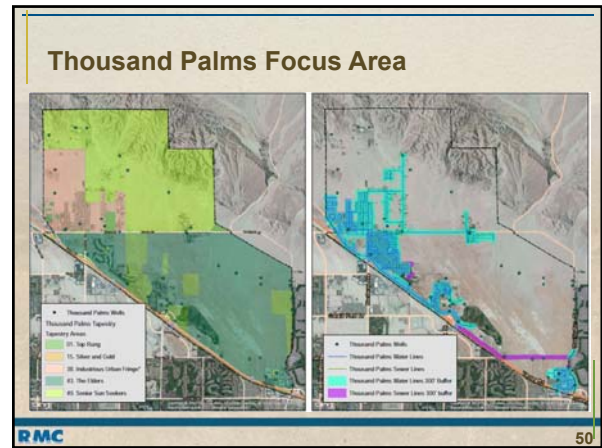 Thousand Palms Focus Area
Thousand Palms Wells
Thousand Palms Tapestry
Tapestry Areas
01. Top Rung
15. Silver and Gold
38. Industrious Urban Fringe*
43. The Elders
49. Senior Sun Seekers
Thousand Palms Wells
Thousand Palms Water Lines
Thousand Palms Sewer Lines
Thousand Palms Water Lines 300' Buffer
Thousand Palms Sewer Lines 300' buffer
RMC
50